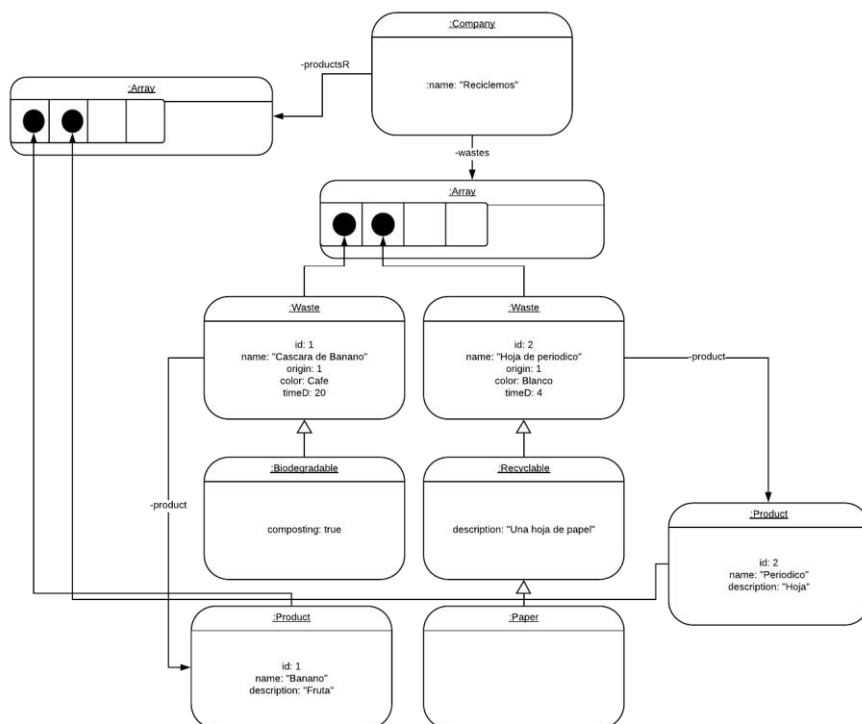 :Company
:name: "Reciclemos"
-productsR
:Array
-wastes
:Array
:Waste
id: 1
name: "Cascara de Banano"
origin: 1
color: Cafe
timeD: 20
:Waste
id: 2
name: "Hoja de periodico"
origin: 1
color: Blanco
timeD: 4
-product
:Biodegradable
composting: true
:Recyclable
description: "Una hoja de papel"
-product
:Product
id: 2
name: "Periodico"
description: "Hoja"
:Product
id: 1
name: "Banano"
description: "Fruta"
:Paper